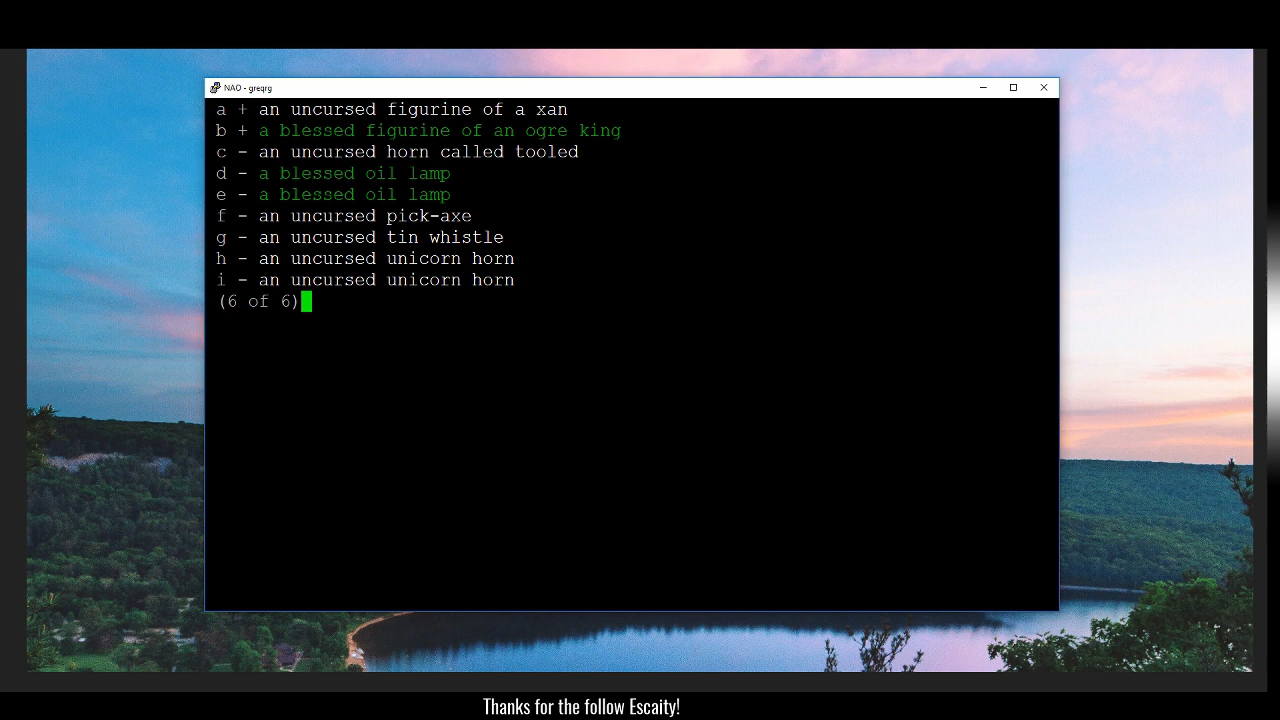 NAO - greqrg
a + an uncursed figurine of a xan
b + a blessed figurine of an ogre king
c - an uncursed horn called tooled
d - a blessed oil lamp
e - a blessed oil lamp
f - an uncursed pick-axe
g - an uncursed tin whistle
h - an uncursed unicorn horn
i - an uncursed unicorn horn
(6 of 6)
Thanks for the follow Escaity!